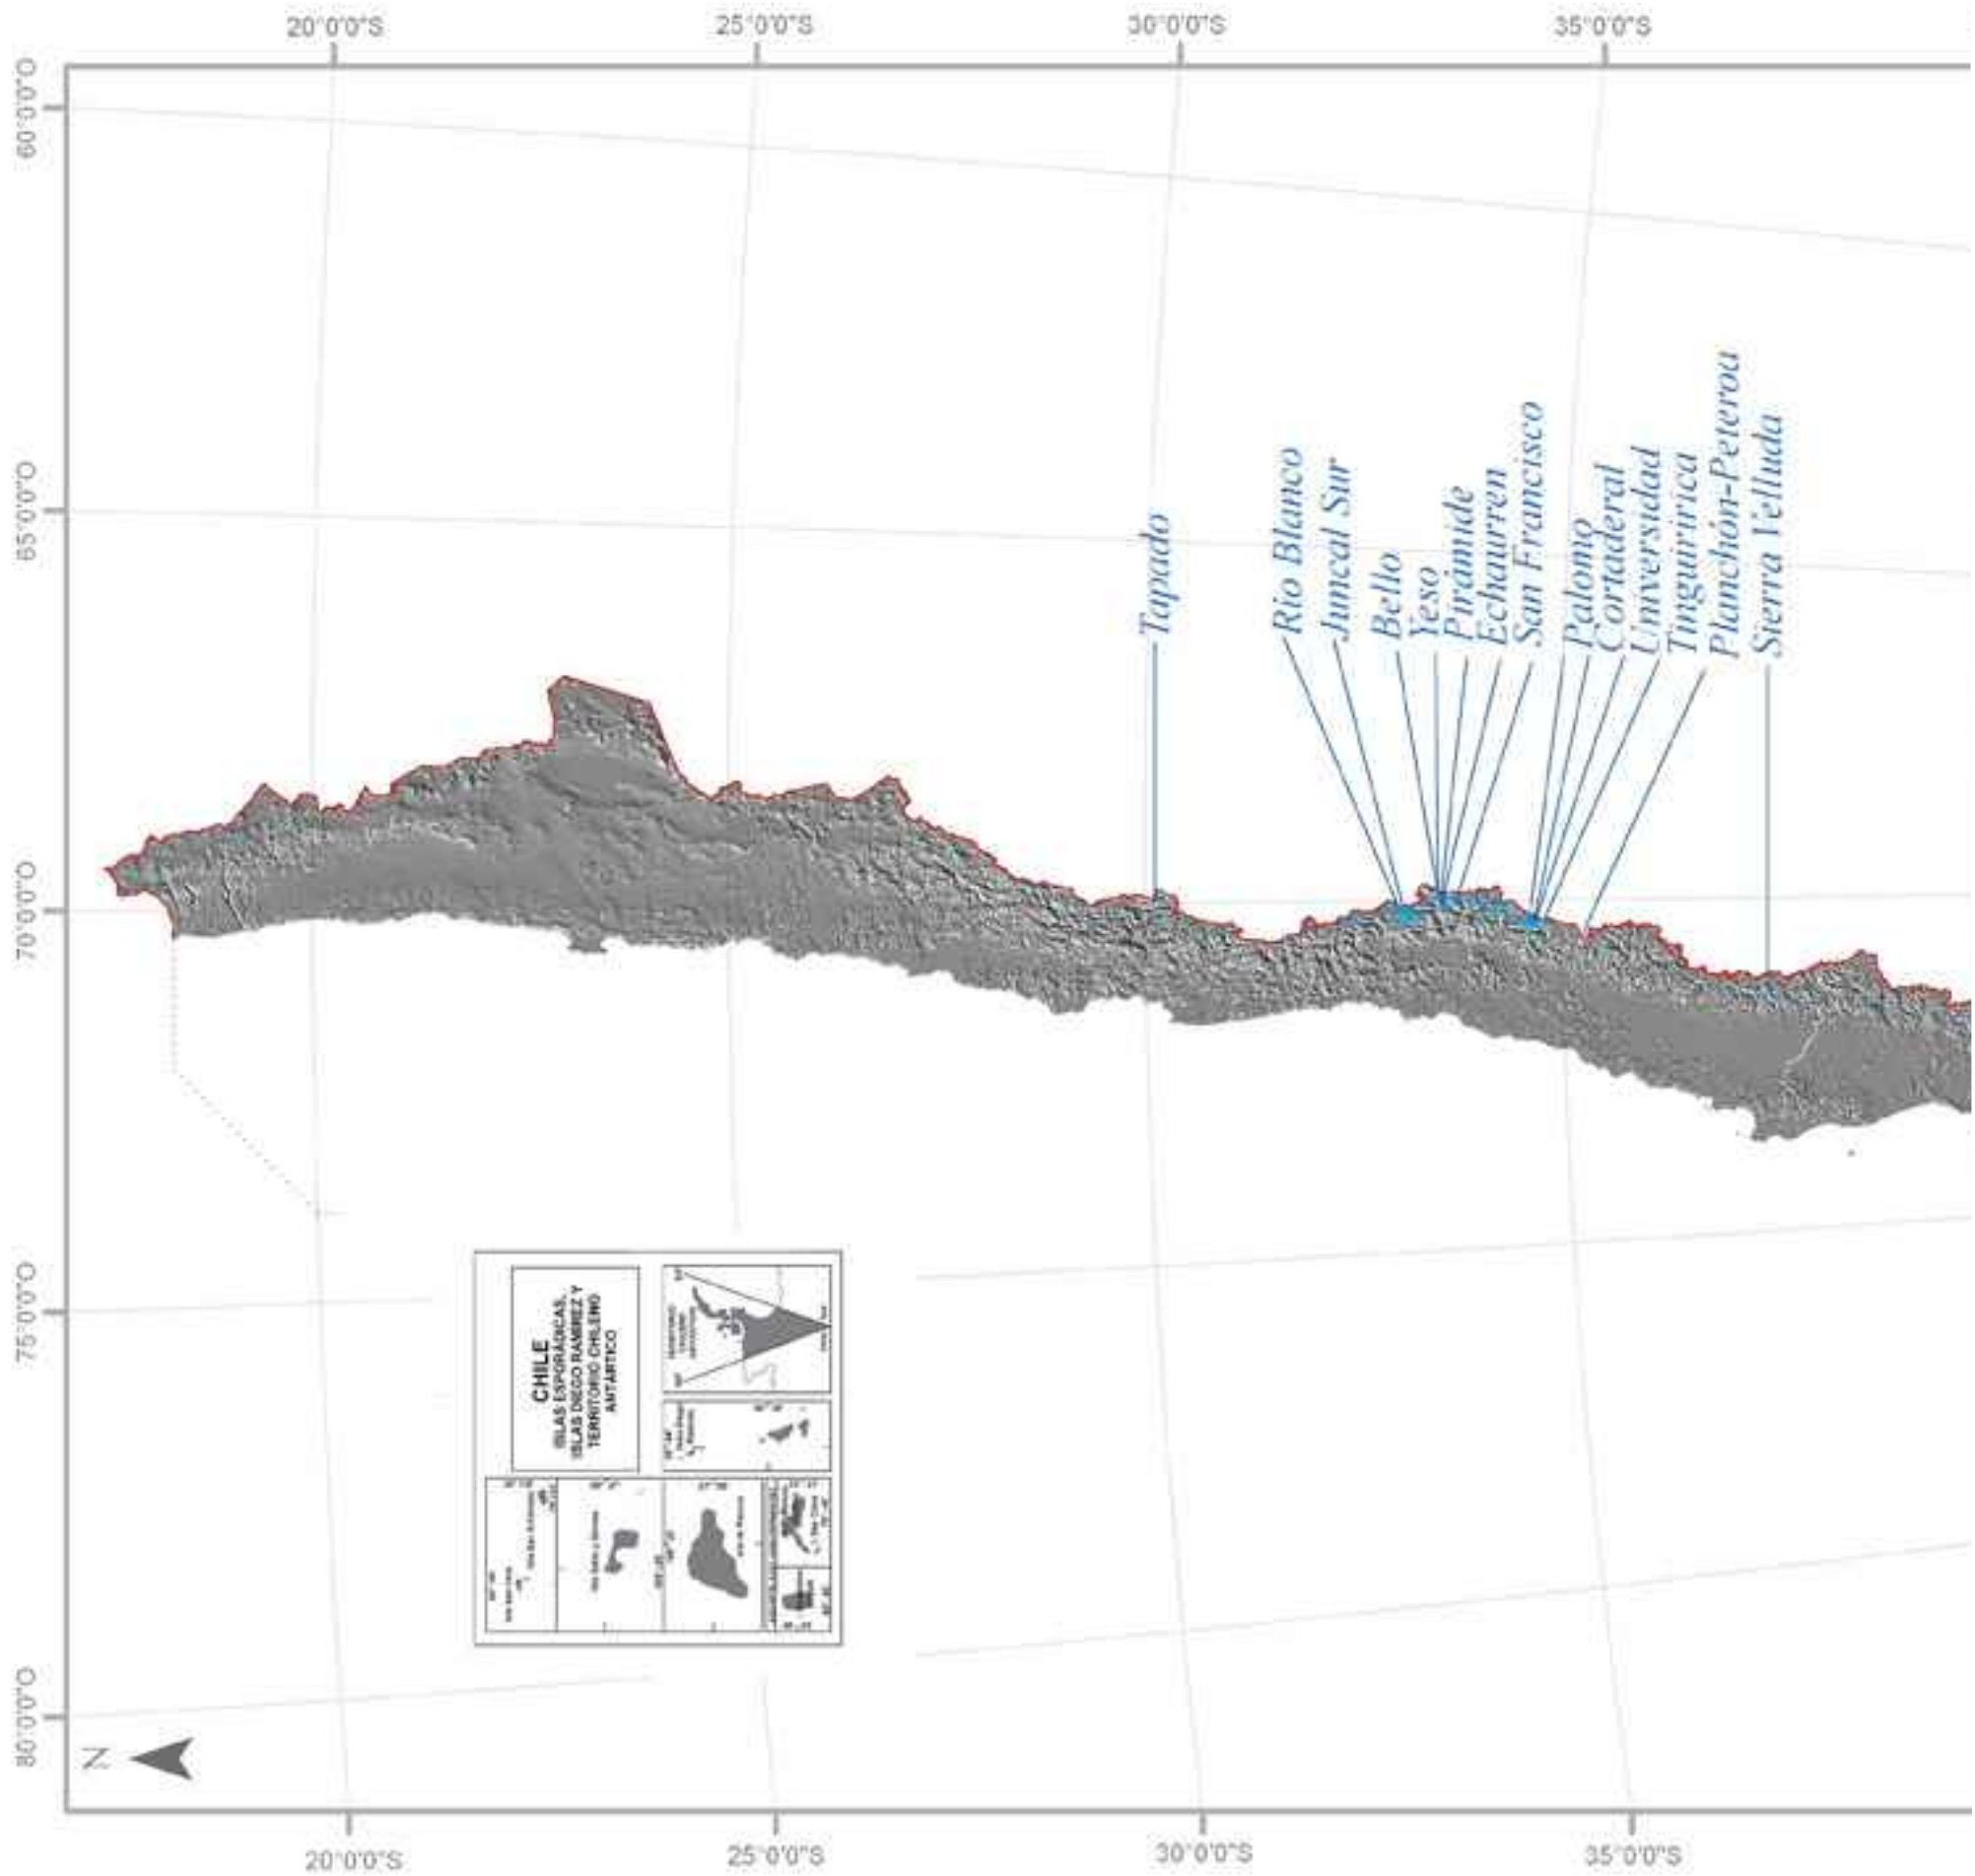 20°0'0"S
25°0'0"S
30°0'0"S
35°0'0"S
60°0'0"O
65°0'0"O
70°0'0"O
75°0'0"O
80°0'0"O
Tapado
Río Blanco
Juncal Sur
Bello
Yeso
Pirámide
Echaurren
San Francisco
Palomo
Cortaderal
Universidad
Tinguiririca
Planchón-Peteroa
Sierra Velluda
CHILE
ISLAS ESPORÁDICAS,
ISLAS DIEGO RAMIREZ Y
TERRITORIO CHILENO
ANTÁRTICO
N
20°0'0"S
25°0'0"S
30°0'0"S
35°0'0"S